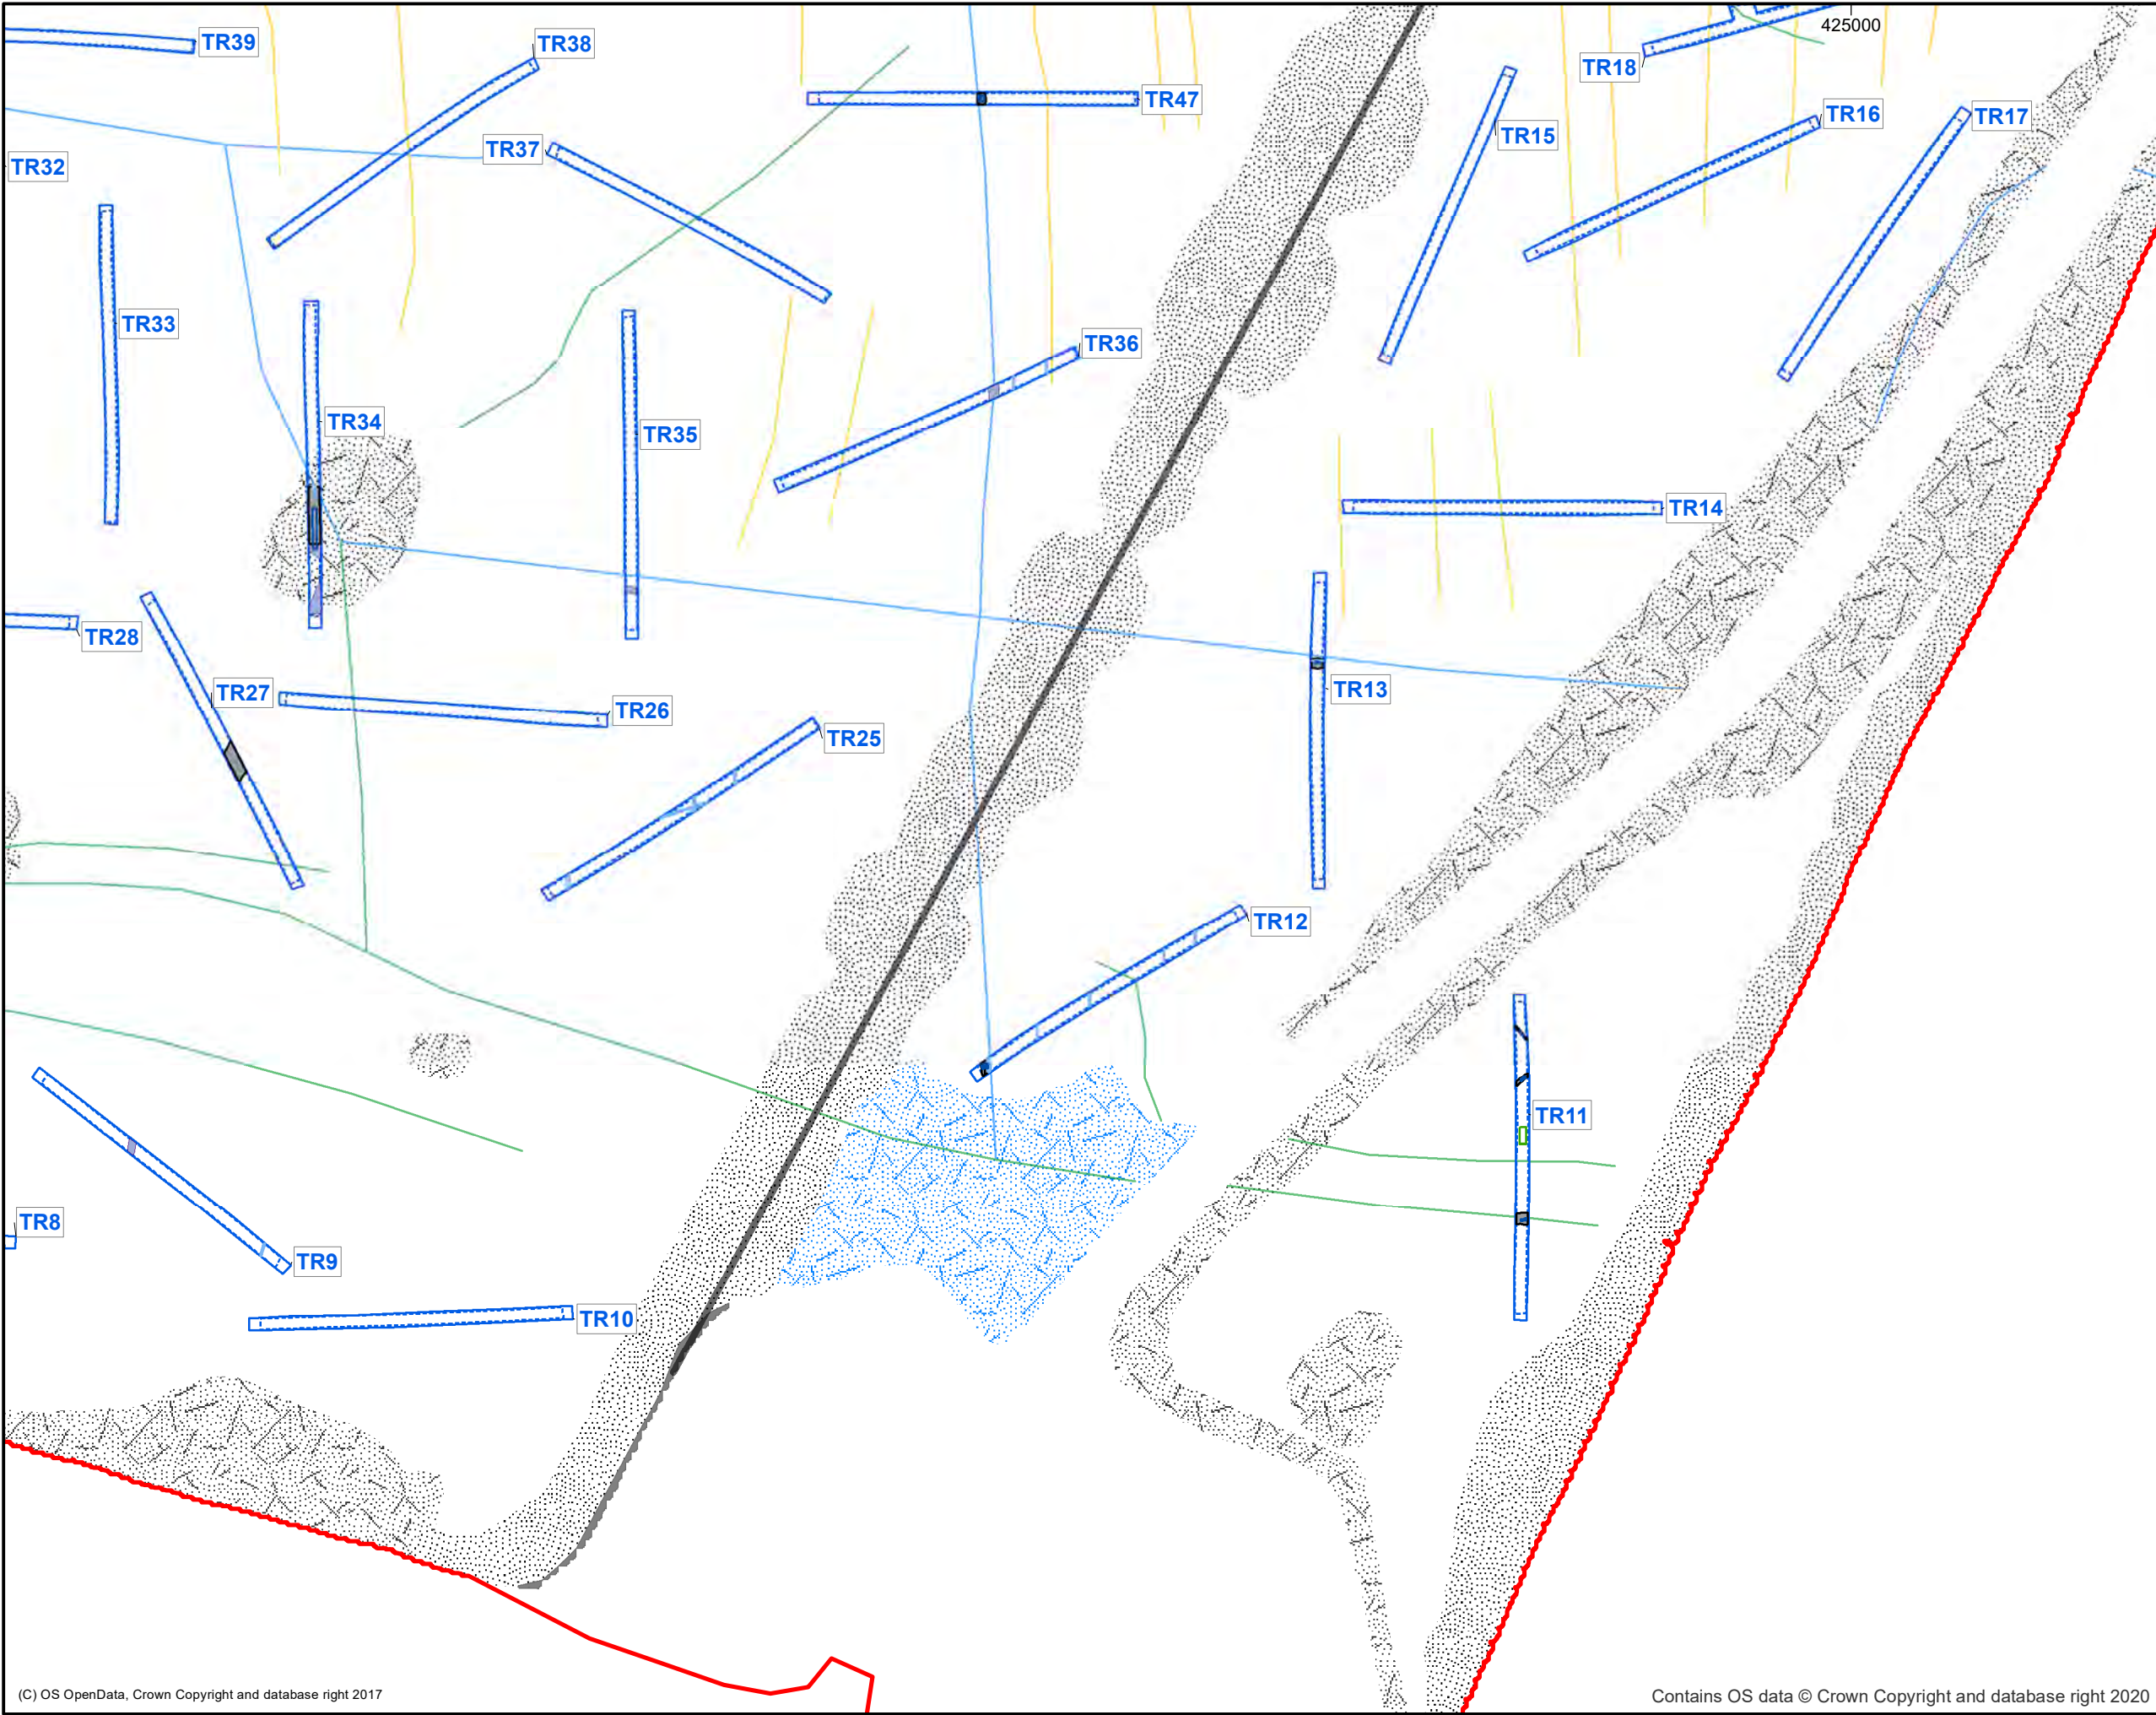 425000
TR39
TR38
TR18
TR47
TR16
TR17
TR15
TR37
TR32
TR33
TR36
TR34
TR35
TR14
TR28
TR13
TR27
TR26
TR25
TR12
TR11
TR8
TR9
TR10
(C) OS OpenData, Crown Copyright and database right 2017
Contains OS data © Crown Copyright and database right 2020